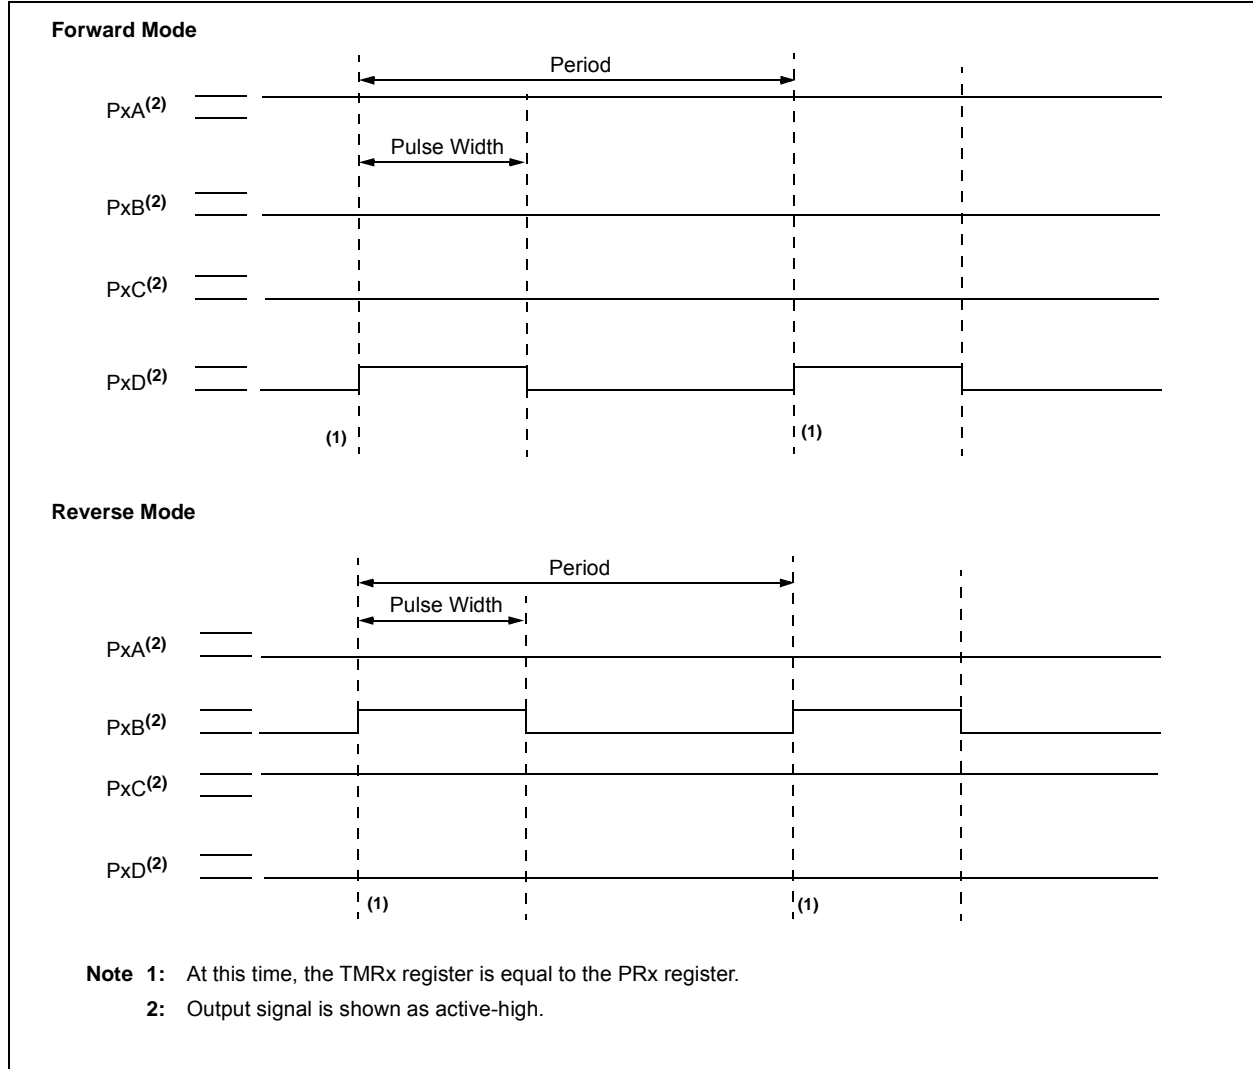 Forward Mode
Period
PxA(2)
Pulse Width
PxB(2)
PxC(2)
PxD(2)
(1)
(1)
Reverse Mode
Period
Pulse Width
PxA(2)
PxB(2)
PxC(2)
PxD(2)
(1)
(1)
Note 1: At this time, the TMRx register is equal to the PRx register.
2: Output signal is shown as active-high.